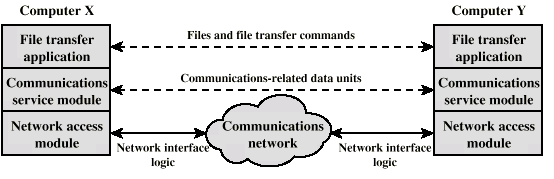 Computer X
Computer Y
File transfer
application
Files and file transfer commands
File transfer
application
Communications
service module
Communications-related data units
Communications
service module
Network access
module
Network interface
logic
Communications
network
Network interface
logic
Network access
module